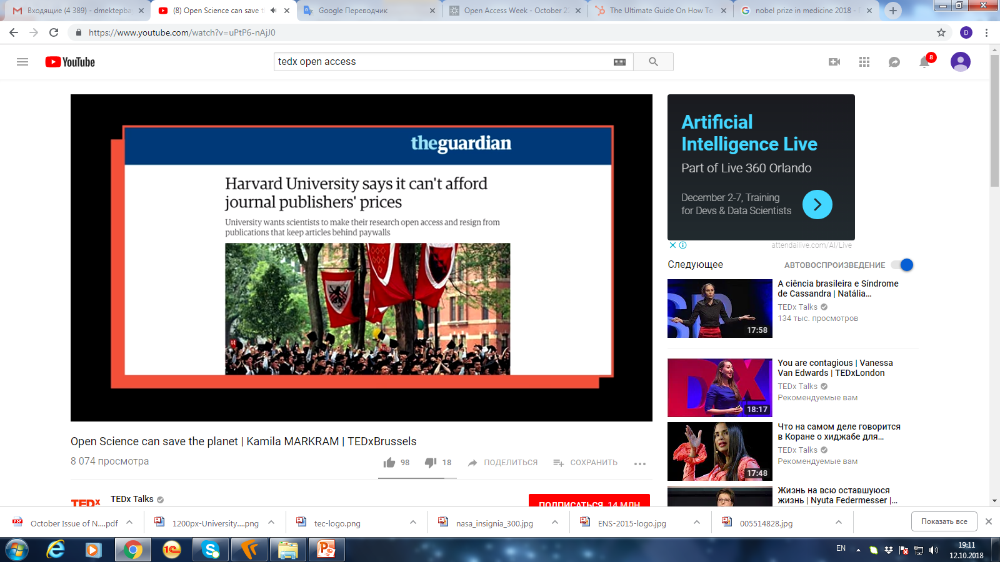 Входящие (4 389) - dmektepba
(8) Open Science can save t
Google Переводчик
Open Access Week - October 2
The Ultimate Guide On How To
nobel prize in medicine 2018 -
https://www.youtube.com/watch?v=uPtP6-nAjJ0
D
YouTube
tedx open access
8
theguardian
Harvard University says it can't afford
journal publishers' prices
University wants scientists to make their research open access and resign from
publications that keep articles behind paywalls
Artificial
Intelligence Live
Part of Live 360 Orlando
December 2-7, Training
for Devs & Data Scientists
attendailive.com/AI/Live
Следующее
АВТОВОСПРОИЗВЕДЕНИЕ
A ciência brasileira e Síndrome
de Cassandra | Natália...
TEDx Talks
134 тыс. просмотров
17:58
You are contagious | Vanessa
Van Edwards | TEDxLondon
TEDx Talks
Рекомендуемые вам
18:17
Что на самом деле говорится
в Коране о хиджабе для...
TEDx Talks
Рекомендуемые вам
17:48
Жизнь на всю оставшуюся
жизнь | Nyuta Federmesser |...
Open Science can save the planet | Kamila MARKRAM | TEDxBrussels
8 074 просмотра
98
18
ПОДЕЛИТЬСЯ
СОХРАНИТЬ
TEDx
TEDx Talks
ПОДПИСАТЬСЯ 14 МЛН
October Issue of N....pdf
1200px-University....png
tec-logo.png
nasa_insignia_300.jpg
ENS-2015-logo.jpg
005514828.jpg
Показать все
EN
19:11
12.10.2018